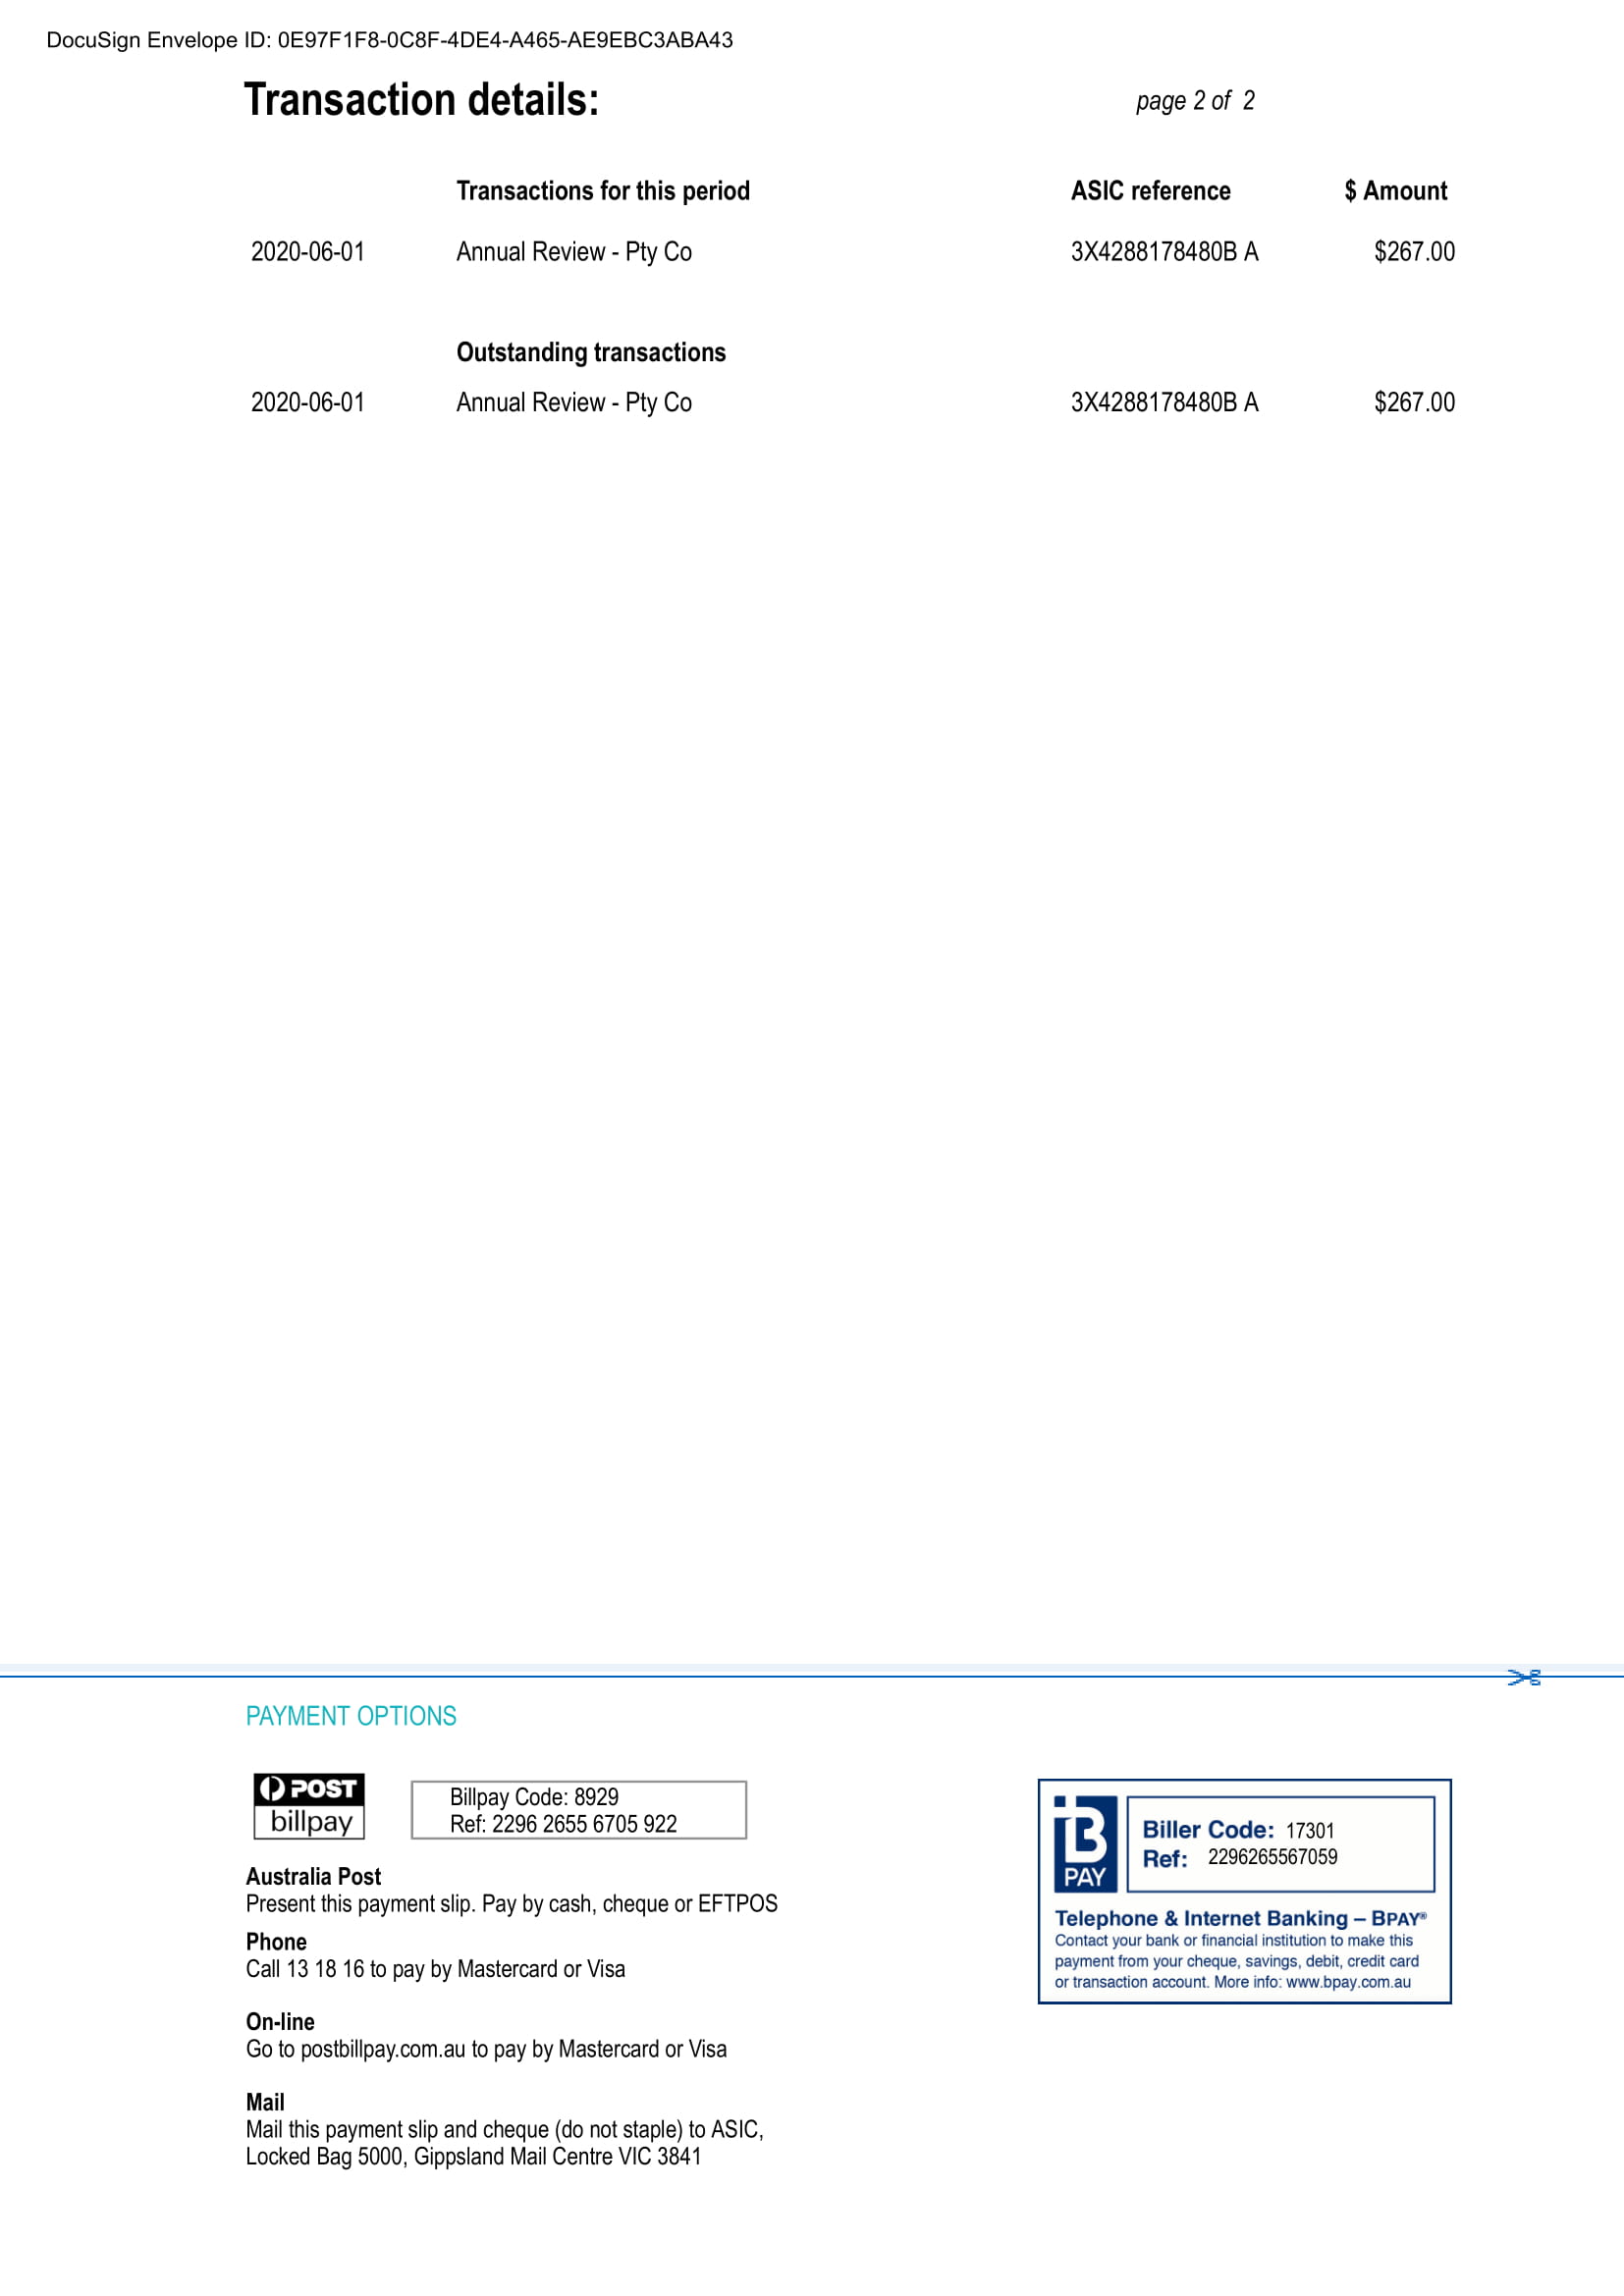 DocuSign Envelope ID: 0E97F1F8-0C8F-4DE4-A465-AE9EBC3ABA43
Transaction details:
page 2 of 2
Transactions for this period ASIC reference $ Amount
2020-06-01 Annual Review - Pty Co 3X4288178480B A $267.00
Outstanding transactions
2020-06-01 Annual Review - Pty Co 3X4288178480B A $267.00
PAYMENT OPTIONS
POST
billpay
Billpay Code: 8929
Ref: 2296 2655 6705 922
Australia Post
Present this payment slip. Pay by cash, cheque or EFTPOS
Phone
Call 13 18 16 to pay by Mastercard or Visa
On-line
Go to postbillpay.com.au to pay by Mastercard or Visa
Mail
Mail this payment slip and cheque (do not staple) to ASIC,
Locked Bag 5000, Gippsland Mail Centre VIC 3841
B
PAY
Biller Code: 17301
Ref: 2296265567059
Telephone & Internet Banking – BPAY®
Contact your bank or financial institution to make this
payment from your cheque, savings, debit, credit card
or transaction account. More info: www.bpay.com.au